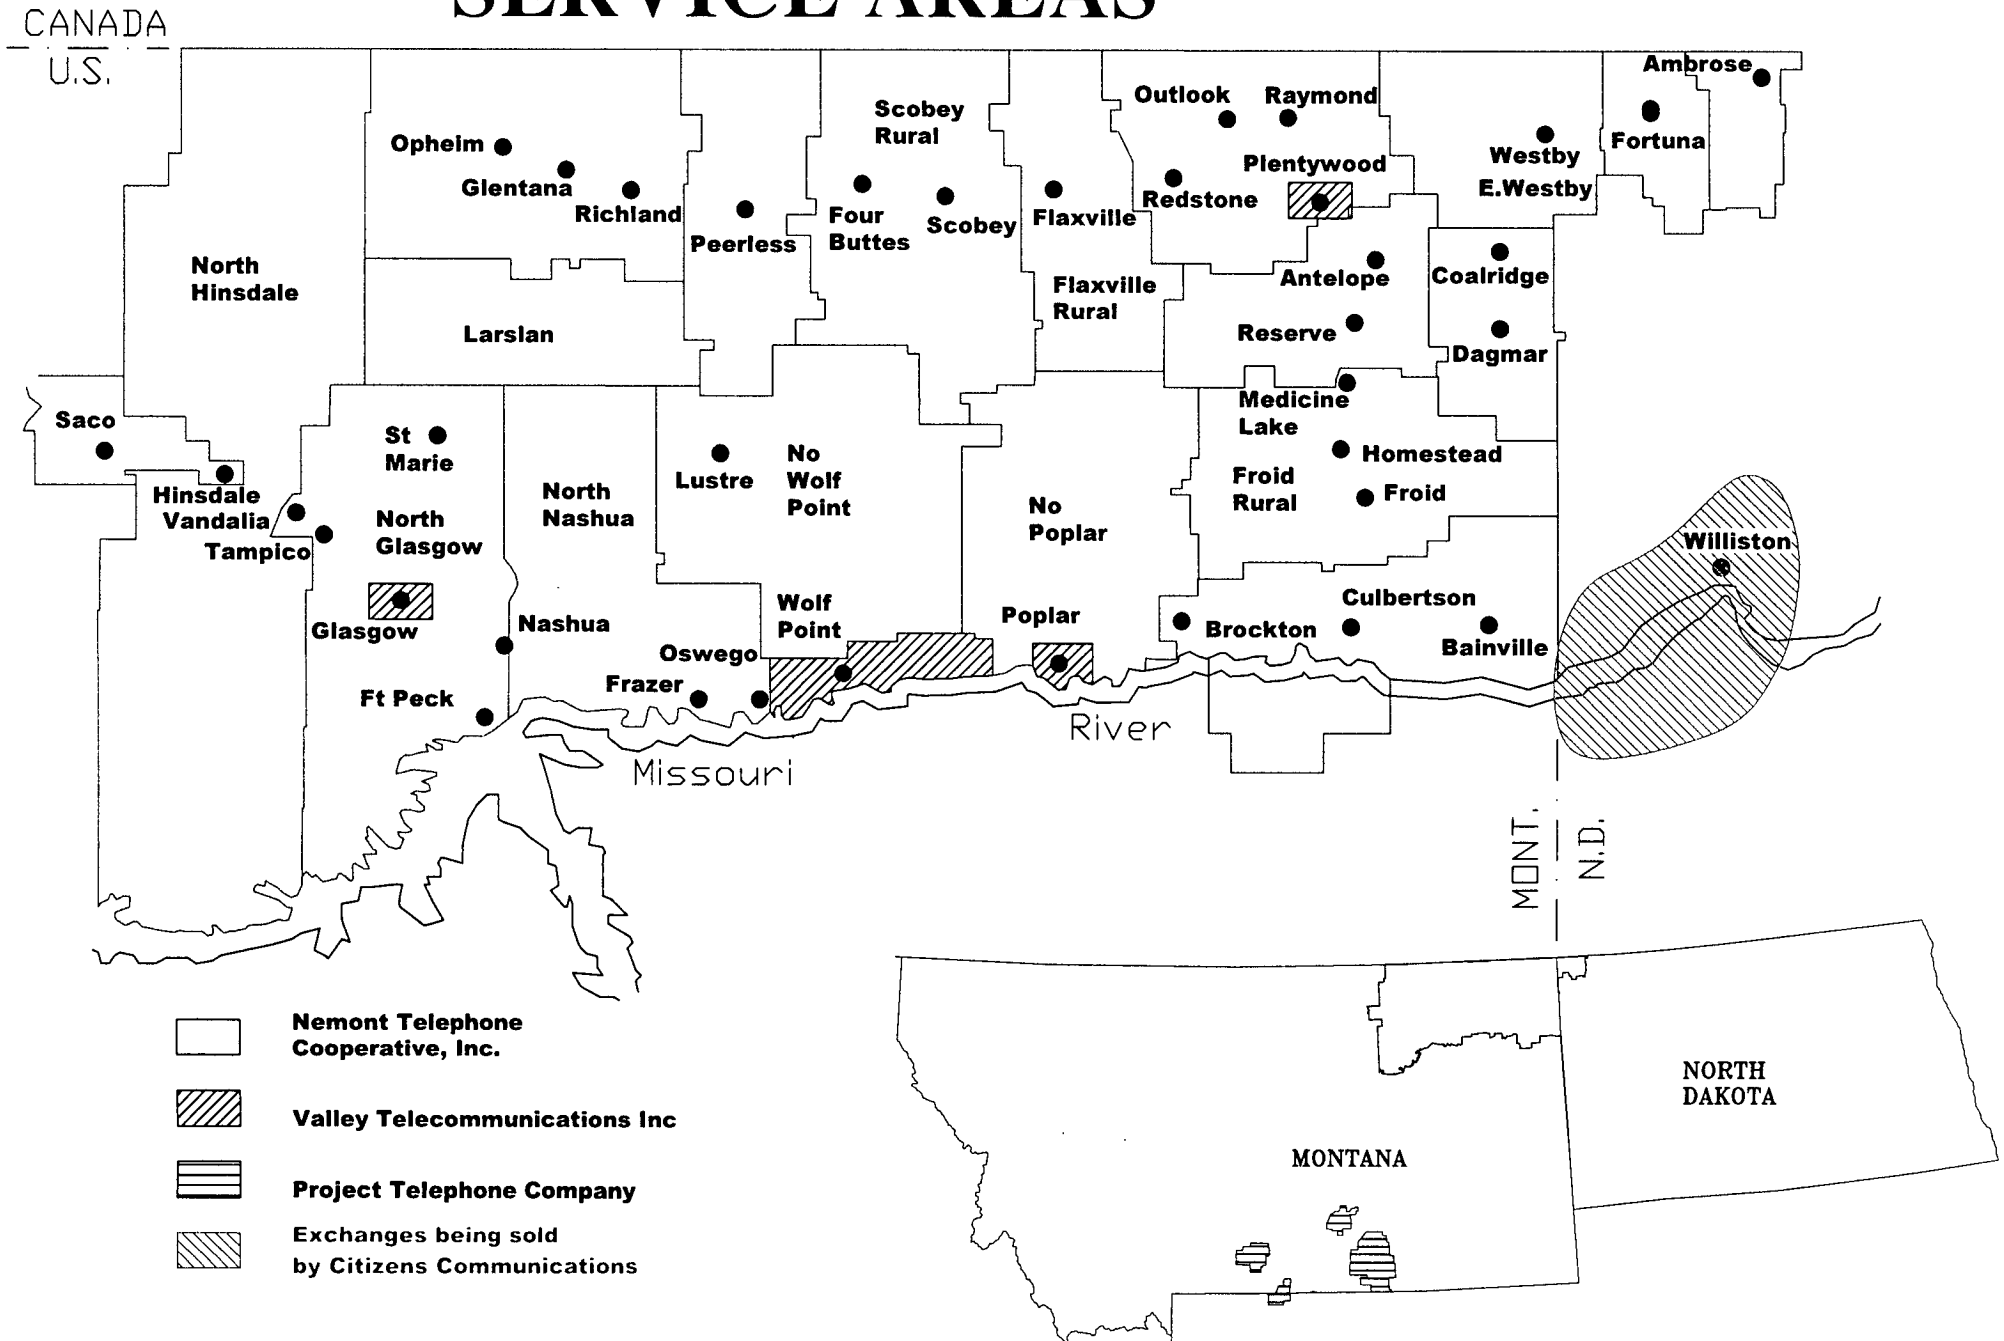 SERVICE AREAS
CANADA
U.S.
Ambrose
Outlook
Raymond
Scobey
Rural
Opheim
Fortuna
Westby
E.Westby
Plentywood
Glentana
Richland
Redstone
Four
Buttes
Scobey
Flaxville
Peerless
North
Hinsdale
Antelope
Coalridge
Flaxville
Rural
Larslan
Reserve
Dagmar
Medicine
Lake
Saco
St
Marie
Lustre
No
Wolf
Point
Homestead
Froid
Rural
Froid
Hinsdale
Vandalia
Tampico
North
Glasgow
North
Nashua
No
Poplar
Williston
Wolf
Point
Poplar
Culbertson
Glasgow
Nashua
Brockton
Bainville
Oswego
Frazer
Ft Peck
River
Missouri
MONT.
N.D.
Nemont Telephone
Cooperative, Inc.
Valley Telecommunications Inc
Project Telephone Company
Exchanges being sold
by Citizens Communications
NORTH
DAKOTA
MONTANA